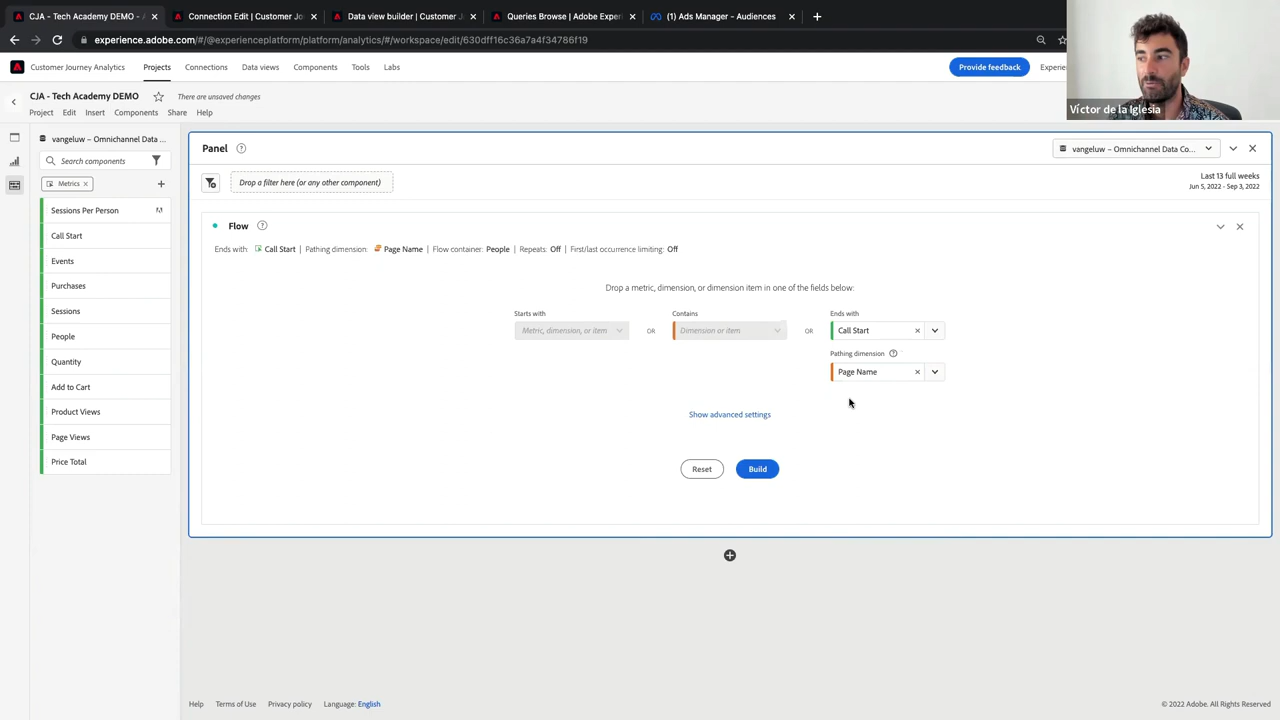 CJA - Tech Academy DEMO - A
Connection Edit | Customer Jo
Data view builder | Customer J
Queries Browse | Adobe Exper
(1) Ads Manager - Audiences
experience.adobe.com/#/@experienceplatform/platform/analytics/#/workspace/edit/630dff16c36a7a4f34786f19
Customer Journey Analytics
Projects
Connections
Data views
Components
Tools
Labs
Provide feedback
Experie
Víctor de la Iglesia
CJA - Tech Academy DEMO
There are unsaved changes
Project Edit Insert Components Share Help
vangeluw – Omnichannel Data ...
Search components
Metrics
Sessions Per Person
Call Start
Events
Purchases
Sessions
People
Quantity
Add to Cart
Product Views
Page Views
Price Total
Panel
vangeluw – Omnichannel Data Co...
Drop a filter here (or any other component)
Last 13 full weeks
Jun 5, 2022 - Sep 3, 2022
Flow
Ends with: Call Start | Pathing dimension: Page Name | Flow container: People | Repeats: Off | First/last occurrence limiting: Off
Drop a metric, dimension, or dimension item in one of the fields below:
Starts with
Contains
Ends with
Metric, dimension, or item
OR
Dimension or item
OR
Call Start
Pathing dimension
Page Name
Show advanced settings
Reset
Build
Help Terms of Use Privacy policy Language: English
© 2022 Adobe. All Rights Reserved